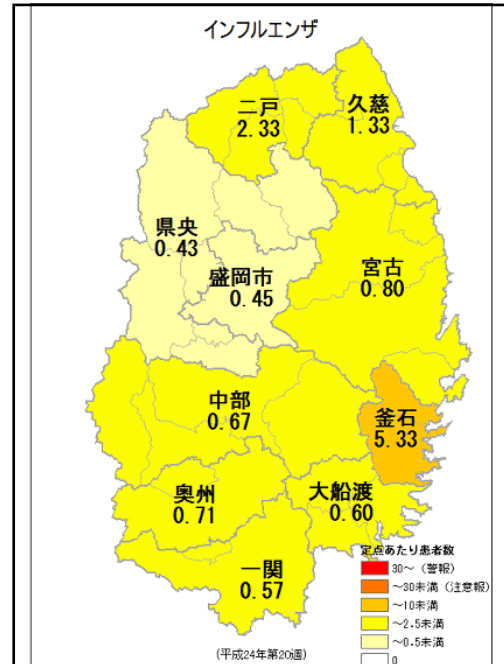 インフルエンザ
二戸
2.33
久慈
1.33
県央
0.43
盛岡市
0.45
宮古
0.80
中部
0.67
釜石
5.33
奥州
0.71
大船渡
0.60
一関
0.57
定点あたり患者数
30～（警報）
～30未満（注意報）
～10未満
～2.5未満
～0.5未満
0
(平成24年第20週)